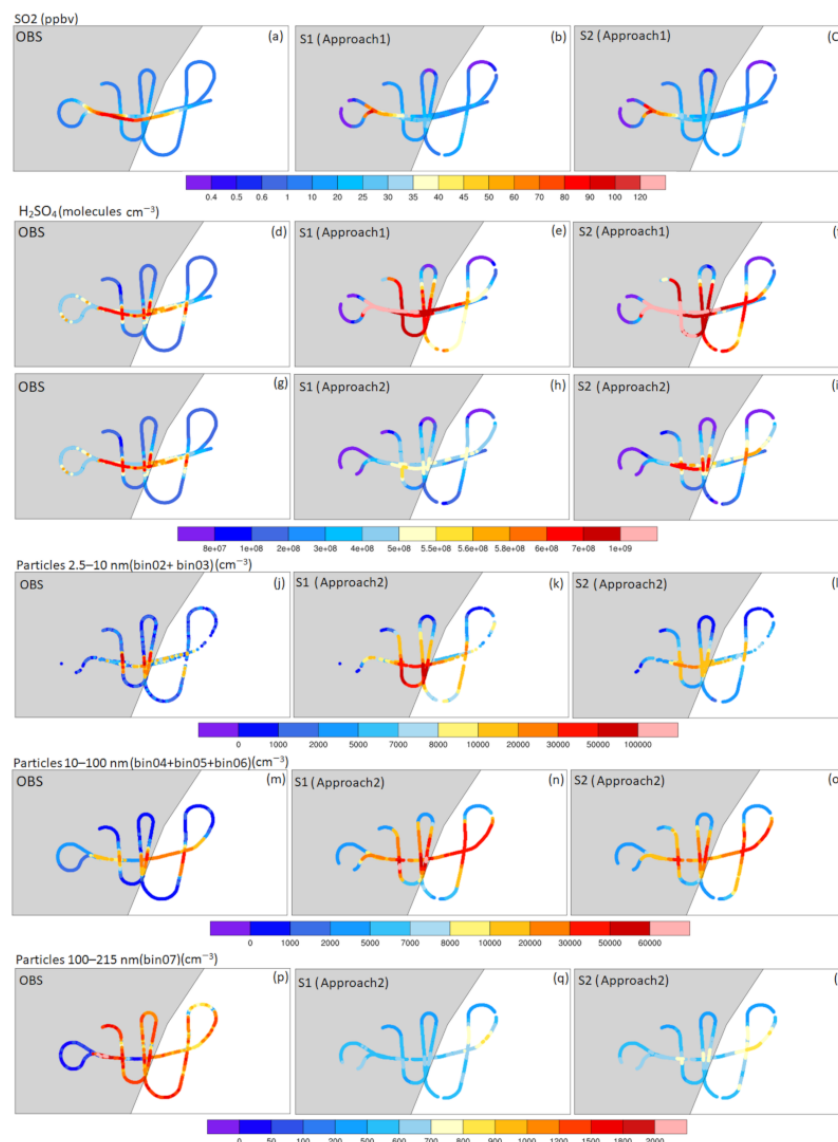 SO2 (ppbv)
OBS (a) S1 (Approach1) (b) S2 (Approach1) (C
0.4 0.5 0.6 1 10 20 25 30 35 40 45 50 60 70 80 90 100 120
H₂SO₄(molecules cm⁻³)
OBS (d) S1 (Approach1) (e) S2 (Approach1)
OBS (g) S1 (Approach2) (h) S2 (Approach2) (i
8e+07 1e+08 2e+08 3e+08 4e+08 5e+08 5.5e+08 5.6e+08 5.8e+08 6e+08 7e+08 1e+09
Particles 2.5–10 nm(bin02+ bin03)(cm⁻³)
OBS (j) S1 (Approach2) (k) S2 (Approach2) (l
0 1000 2000 5000 7000 8000 10000 20000 30000 50000 100000
Particles 10–100 nm(bin04+bin05+bin06)(cm⁻³)
OBS (m) S1 (Approach2) (n) S2 (Approach2) (o
0 1000 2000 5000 7000 8000 10000 20000 30000 50000 60000
Particles 100–215 nm(bin07)(cm⁻³)
OBS (p) S1 (Approach2) (q) S2 (Approach2)
0 50 100 200 500 600 700 800 900 1000 1200 1500 1800 2000